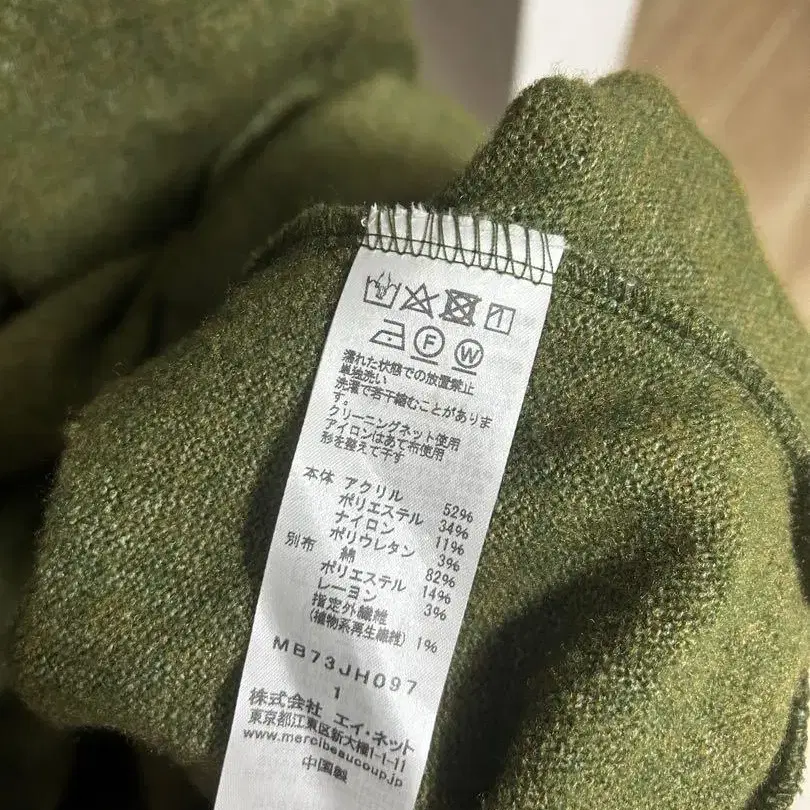 F W
濡れた状態での放置禁止
単独洗い
洗濯で若干縮むことがありま
す。
クリーニングネット使用
アイロンはあて布使用
形を整えて干す
本体 アクリル 52%
ポリエステル 34%
ナイロン 11%
ポリウレタン 3%
別布 綿 82%
ポリエステル 14%
レーヨン 3%
指定外繊維
(植物系再生繊維) 1%
MB73JH097
1
株式会社 エイ・ネット
東京都江東区新大橋1-1-11
www.mercibeaucoup.jp
中国製